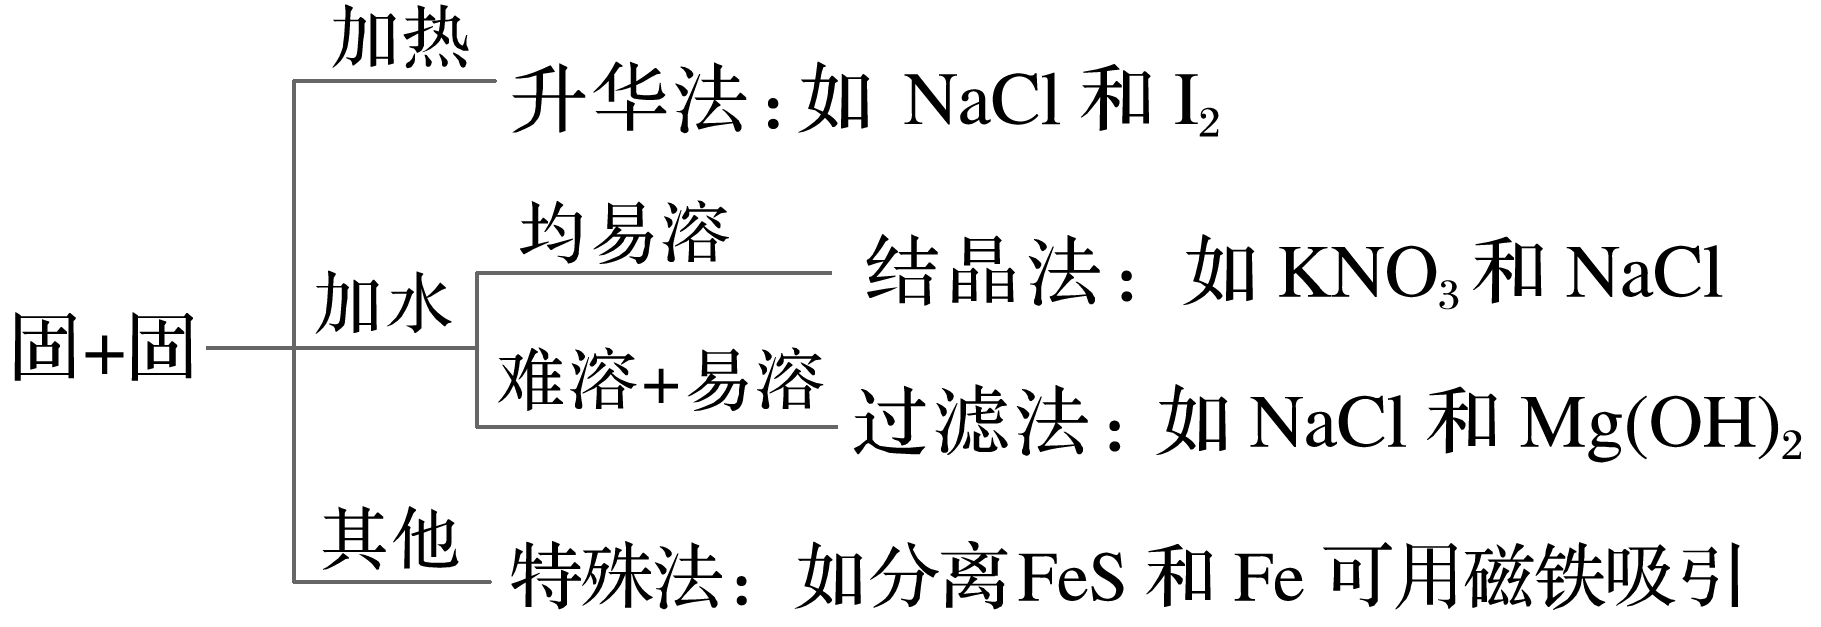 加热
升华法:如 NaCl 和 I₂
均易溶
结晶法: 如 KNO₃ 和 NaCl
加水
固+固
难溶+易溶
过滤法: 如 NaCl 和 Mg(OH)₂
其他
特殊法: 如分离FeS 和 Fe 可用磁铁吸引